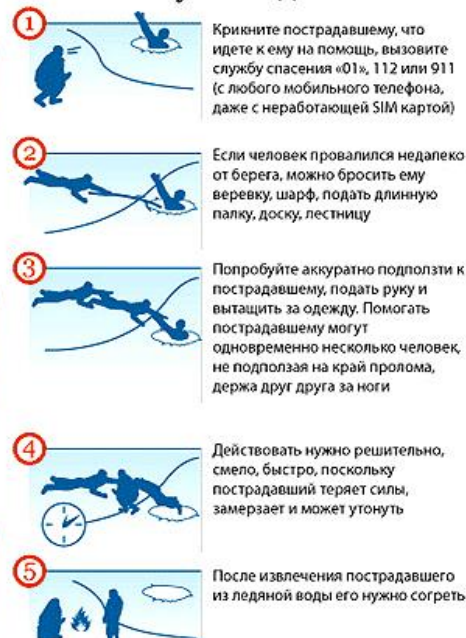 1
Крикните пострадавшему, что
идете к ему на помощь, вызовите
службу спасения «01», 112 или 911
(с любого мобильного телефона,
даже с неработающей SIM картой)
2
Если человек провалился недалеко
от берега, можно бросить ему
веревку, шарф, подать длинную
палку, доску, лестницу
3
Попробуйте аккуратно подползти к
пострадавшему, подать руку и
вытащить за одежду. Помогать
пострадавшему могут
одновременно несколько человек,
не подползая на край пролома,
держа друг друга за ноги
4
Действовать нужно решительно,
смело, быстро, поскольку
пострадавший теряет силы,
замерзает и может утонуть
5
После извлечения пострадавшего
из ледяной воды его нужно согреть